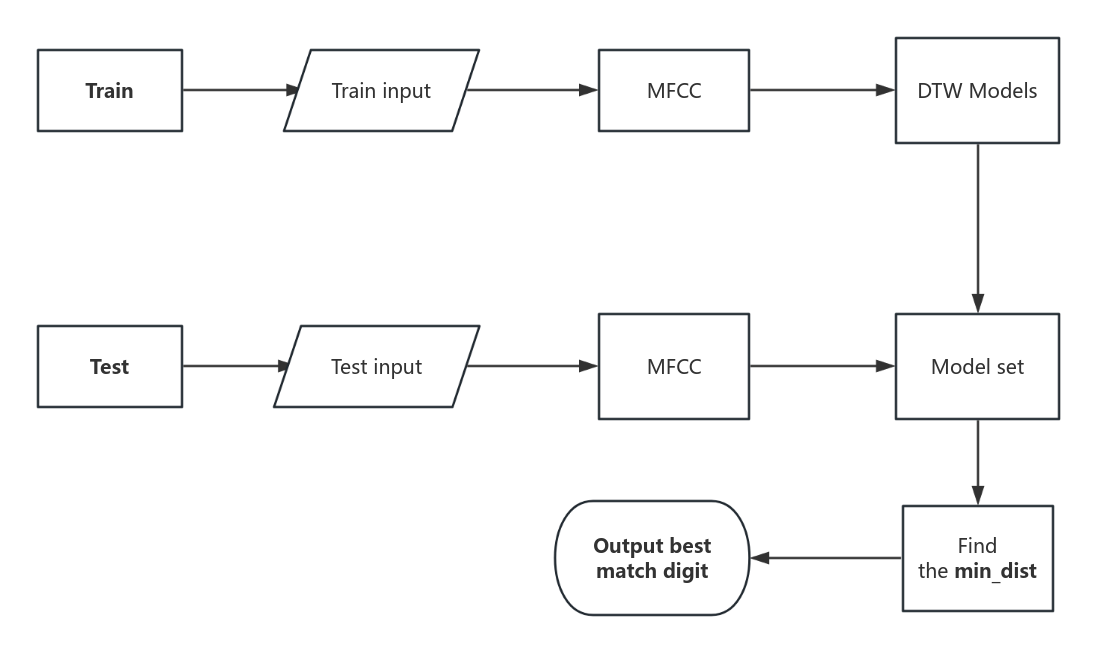 Train
Train input
MFCC
DTW Models
Test
Test input
MFCC
Model set
Output best
match digit
Find
the min_dist